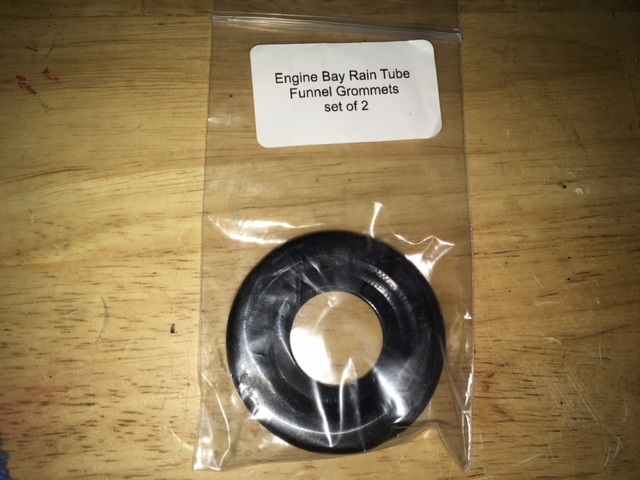 Engine Bay Rain Tube
Funnel Grommets
set of 2